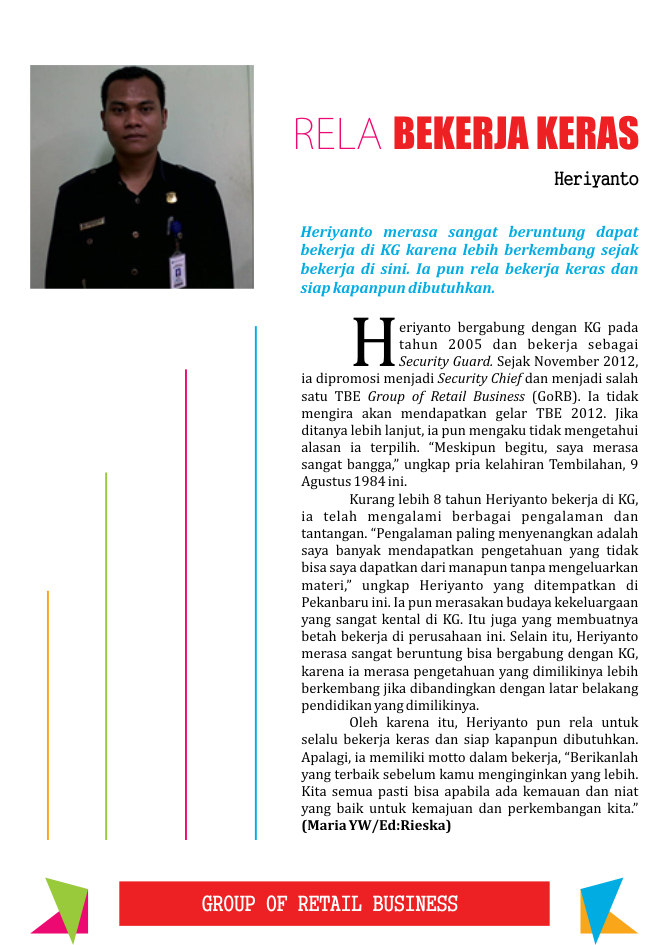 RELA BEKERJA KERAS
Heriyanto
Heriyanto merasa sangat beruntung dapat
bekerja di KG karena lebih berkembang sejak
bekerja di sini. Ia pun rela bekerja keras dan
siap kapanpun dibutuhkan.
Heriyanto bergabung dengan KG pada
tahun 2005 dan bekerja sebagai
Security Guard. Sejak November 2012,
ia dipromosi menjadi Security Chief dan menjadi salah
satu TBE Group of Retail Business (GoRB). Ia tidak
mengira akan mendapatkan gelar TBE 2012. Jika
ditanya lebih lanjut, ia pun mengaku tidak mengetahui
alasan ia terpilih. “Meskipun begitu, saya merasa
sangat bangga,” ungkap pria kelahiran Tembilahan, 9
Agustus 1984 ini.
Kurang lebih 8 tahun Heriyanto bekerja di KG,
ia telah mengalami berbagai pengalaman dan
tantangan. “Pengalaman paling menyenangkan adalah
saya banyak mendapatkan pengetahuan yang tidak
bisa saya dapatkan dari manapun tanpa mengeluarkan
materi,” ungkap Heriyanto yang ditempatkan di
Pekanbaru ini. Ia pun merasakan budaya kekeluargaan
yang sangat kental di KG. Itu juga yang membuatnya
betah bekerja di perusahaan ini. Selain itu, Heriyanto
merasa sangat beruntung bisa bergabung dengan KG,
karena ia merasa pengetahuan yang dimilikinya lebih
berkembang jika dibandingkan dengan latar belakang
pendidikan yang dimilikinya.
Oleh karena itu, Heriyanto pun rela untuk
selalu bekerja keras dan siap kapanpun dibutuhkan.
Apalagi, ia memiliki motto dalam bekerja, “Berikanlah
yang terbaik sebelum kamu menginginkan yang lebih.
Kita semua pasti bisa apabila ada kemauan dan niat
yang baik untuk kemajuan dan perkembangan kita.”
(Maria YW/Ed:Rieska)
GROUP OF RETAIL BUSINESS